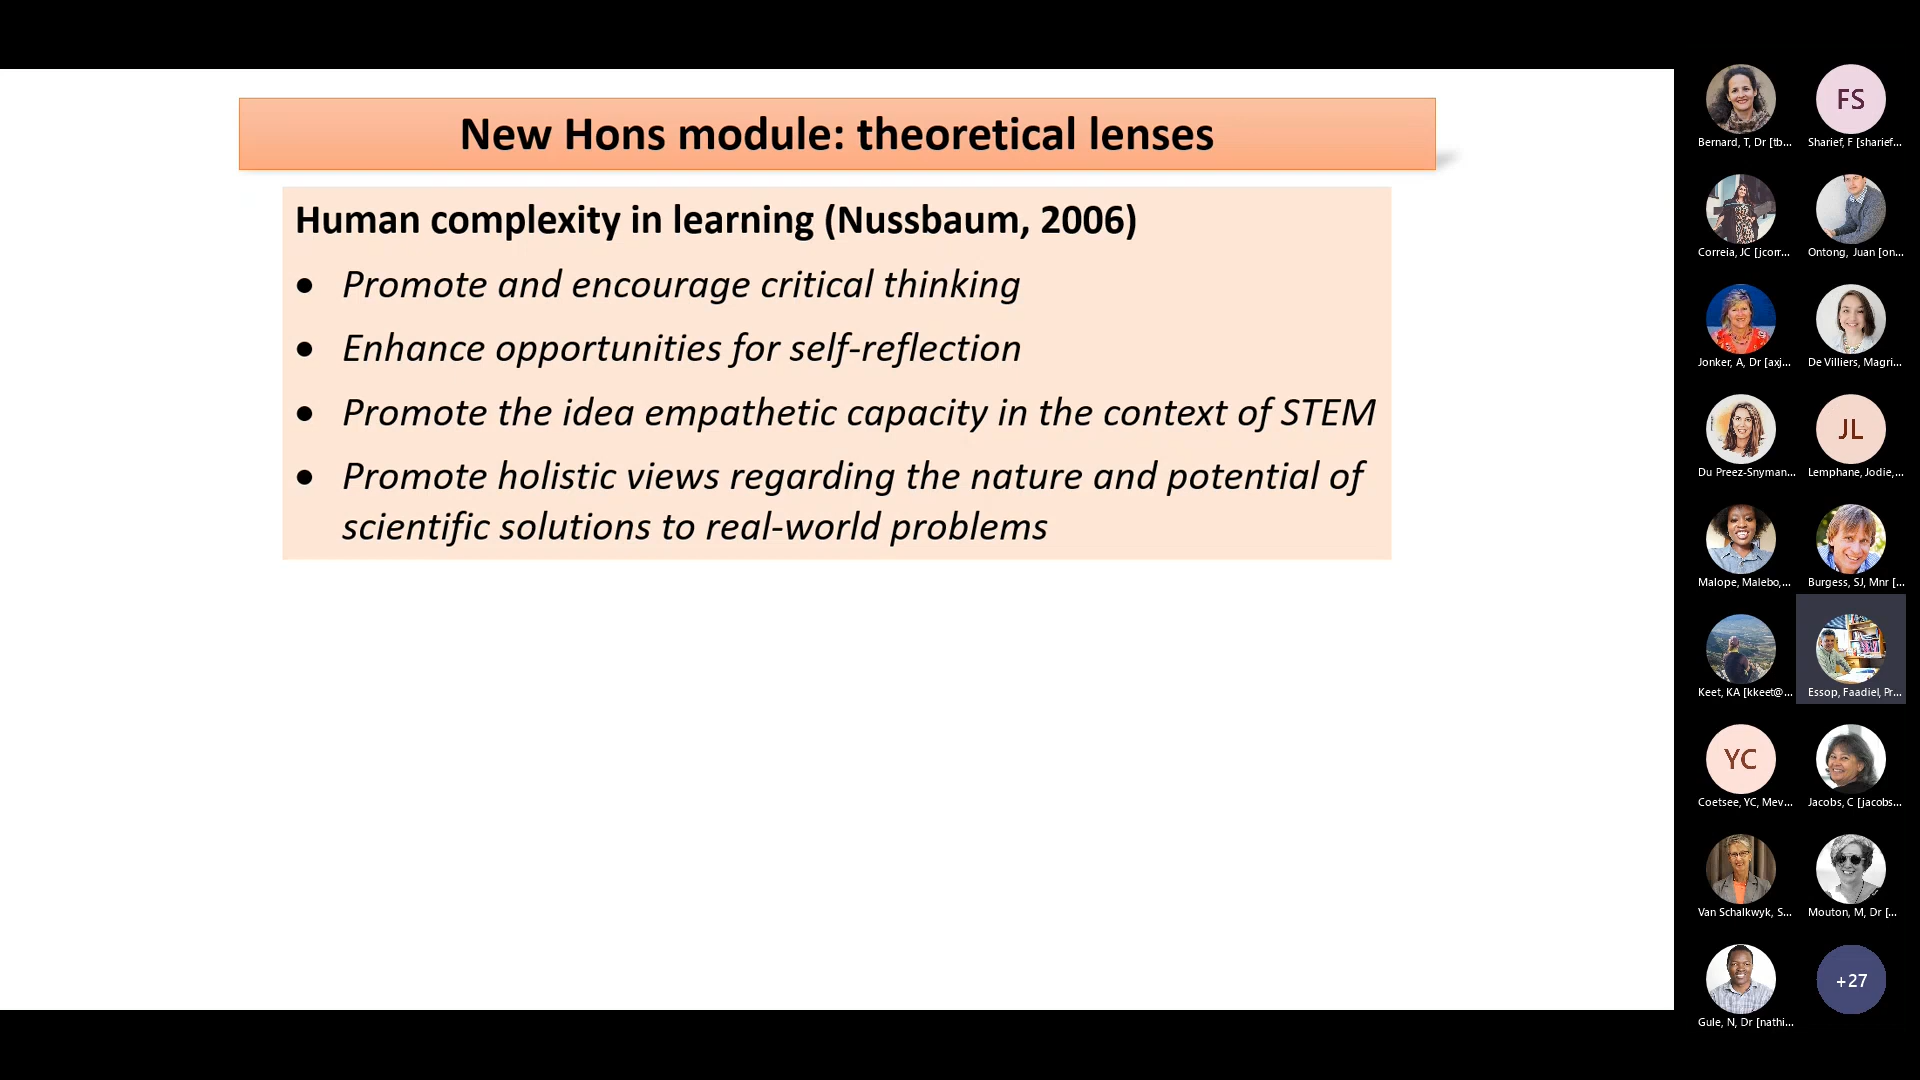 New Hons module: theoretical lenses
Human complexity in learning (Nussbaum, 2006)
• Promote and encourage critical thinking
• Enhance opportunities for self-reflection
• Promote the idea empathetic capacity in the context of STEM
• Promote holistic views regarding the nature and potential of
scientific solutions to real-world problems
Bernard, T, Dr [tb...
FS
Sharief, F [sharief...
Correia, JC [jcorr...
Ontong, Juan [on...
Jonker, A, Dr [axj...
De Villiers, Magri...
Du Preez-Snyman...
JL
Lemphane, Jodie,...
Malope, Malebo,...
Burgess, SJ, Mnr [...
Keet, KA [kkeet@...
Essop, Faadiel, Pr...
YC
Coetsee, YC, Mev...
Jacobs, C [jacobs...
Van Schalkwyk, S...
Mouton, M, Dr [...
Gule, N, Dr [nathi...
+27